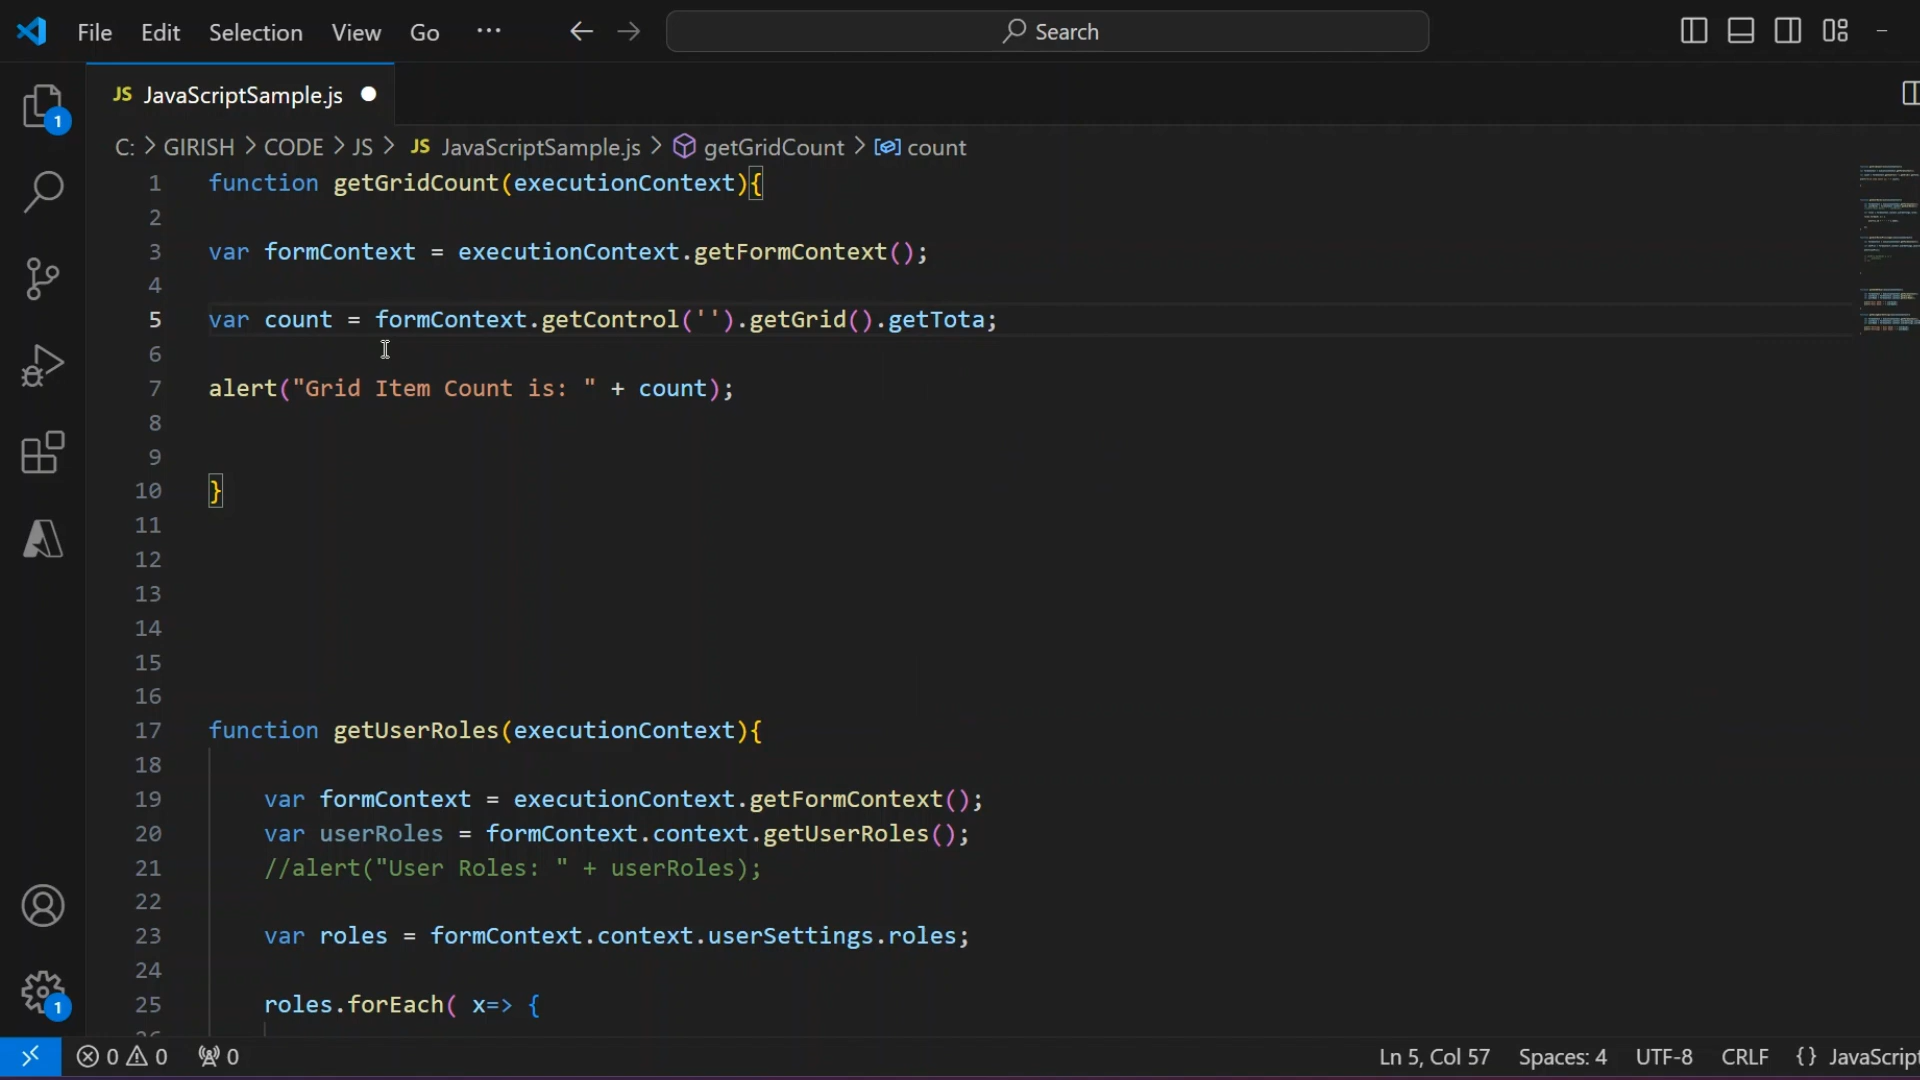 File Edit Selection View Go ... Search
JS JavaScriptSample.js
1
C: > GIRISH > CODE > JS > JS JavaScriptSample.js > getGridCount > count
1 function getGridCount(executionContext){
2
3 var formContext = executionContext.getFormContext();
4
5 var count = formContext.getControl('').getGrid().getTota;
6
7 alert("Grid Item Count is: " + count);
8
9
10 }
11
12
13
14
15
16
17 function getUserRoles(executionContext){
18
19 var formContext = executionContext.getFormContext();
20 var userRoles = formContext.context.getUserRoles();
21 //alert("User Roles: " + userRoles);
22
23 var roles = formContext.context.userSettings.roles;
24
25 roles.forEach( x=> {
1
0 0 0 Ln 5, Col 57 Spaces: 4 UTF-8 CRLF {} JavaScript